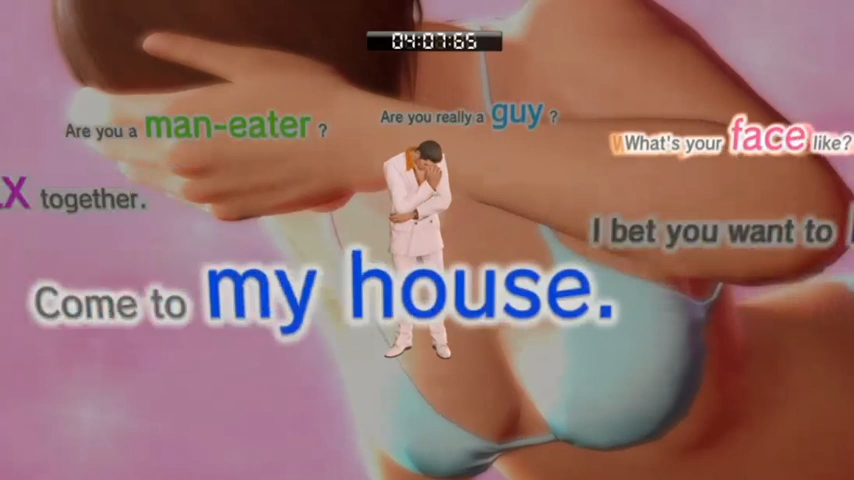 04:07:65
Are you a man-eater ?
Are you really a guy ?
What's your face like?
X together.
I bet you want to
Come to my house.